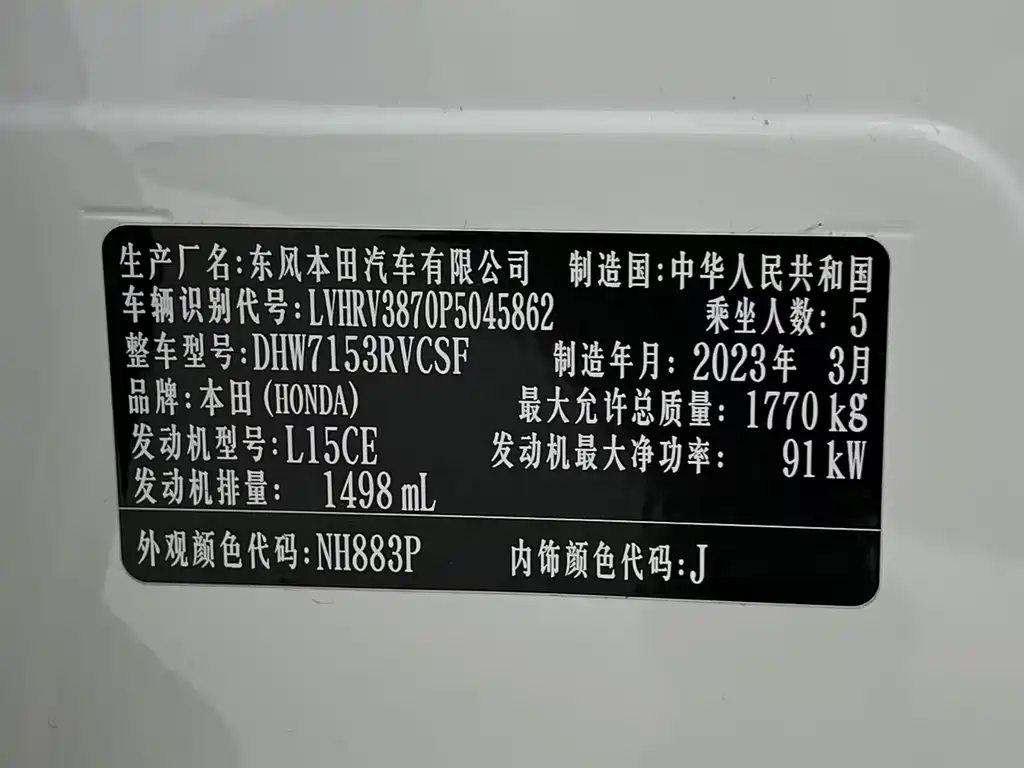 生产厂名:东风本田汽车有限公司 制造国:中华人民共和国
车辆识别代号:LVHRV3870P5045862 乘坐人数: 5
整车型号:DHW7153RVCSF 制造年月: 2023年 3月
品牌:本田(HONDA) 最大允许总质量: 1770kg
发动机型号:L15CE 发动机最大净功率: 91kW
发动机排量: 1498mL
外观颜色代码:NH883P 内饰颜色代码:J